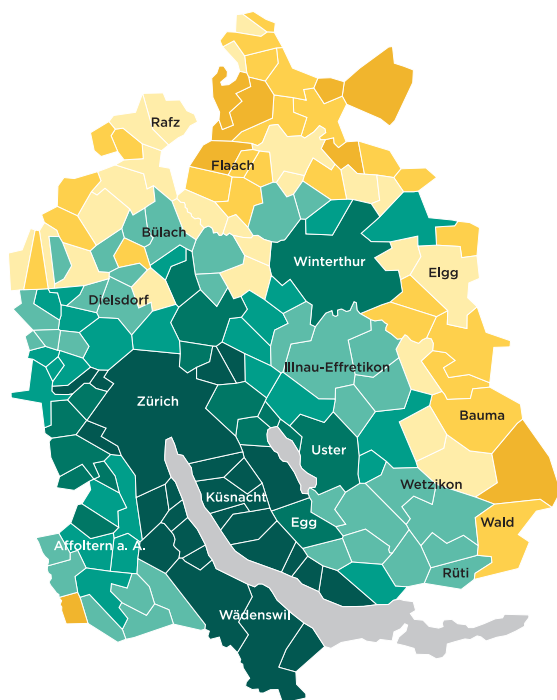 Rafz
Flaach
Bülach
Winterthur
Elgg
Dielsdorf
Illnau-Effretikon
Zürich
Bauma
Uster
Wetzikon
Küsnacht
Egg
Wald
Affoltern a. A.
Rüti
Wädenswil